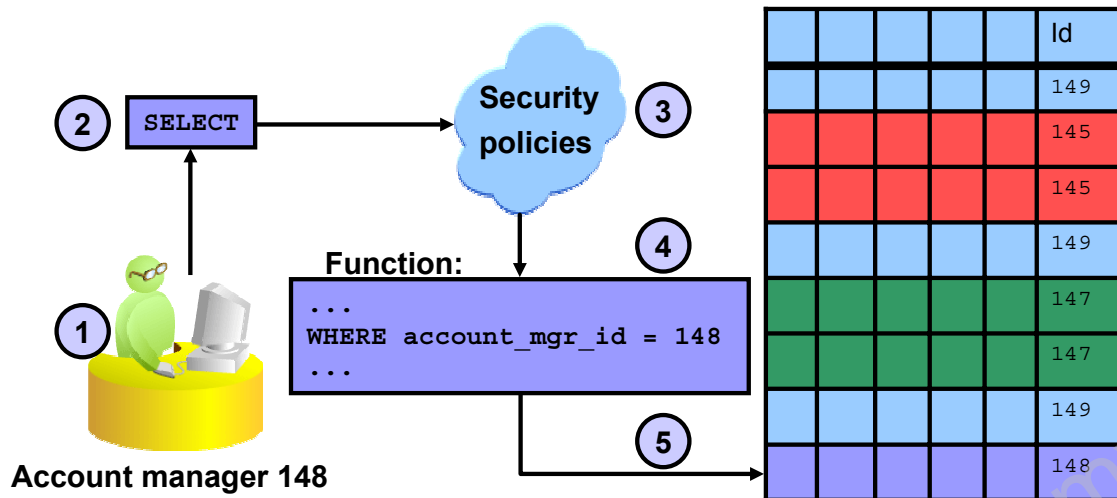 1
Account manager 148
2
SELECT
Security
policies
3
4
Function:
...
WHERE account_mgr_id = 148
...
5
Id
149
145
145
149
147
147
149
148